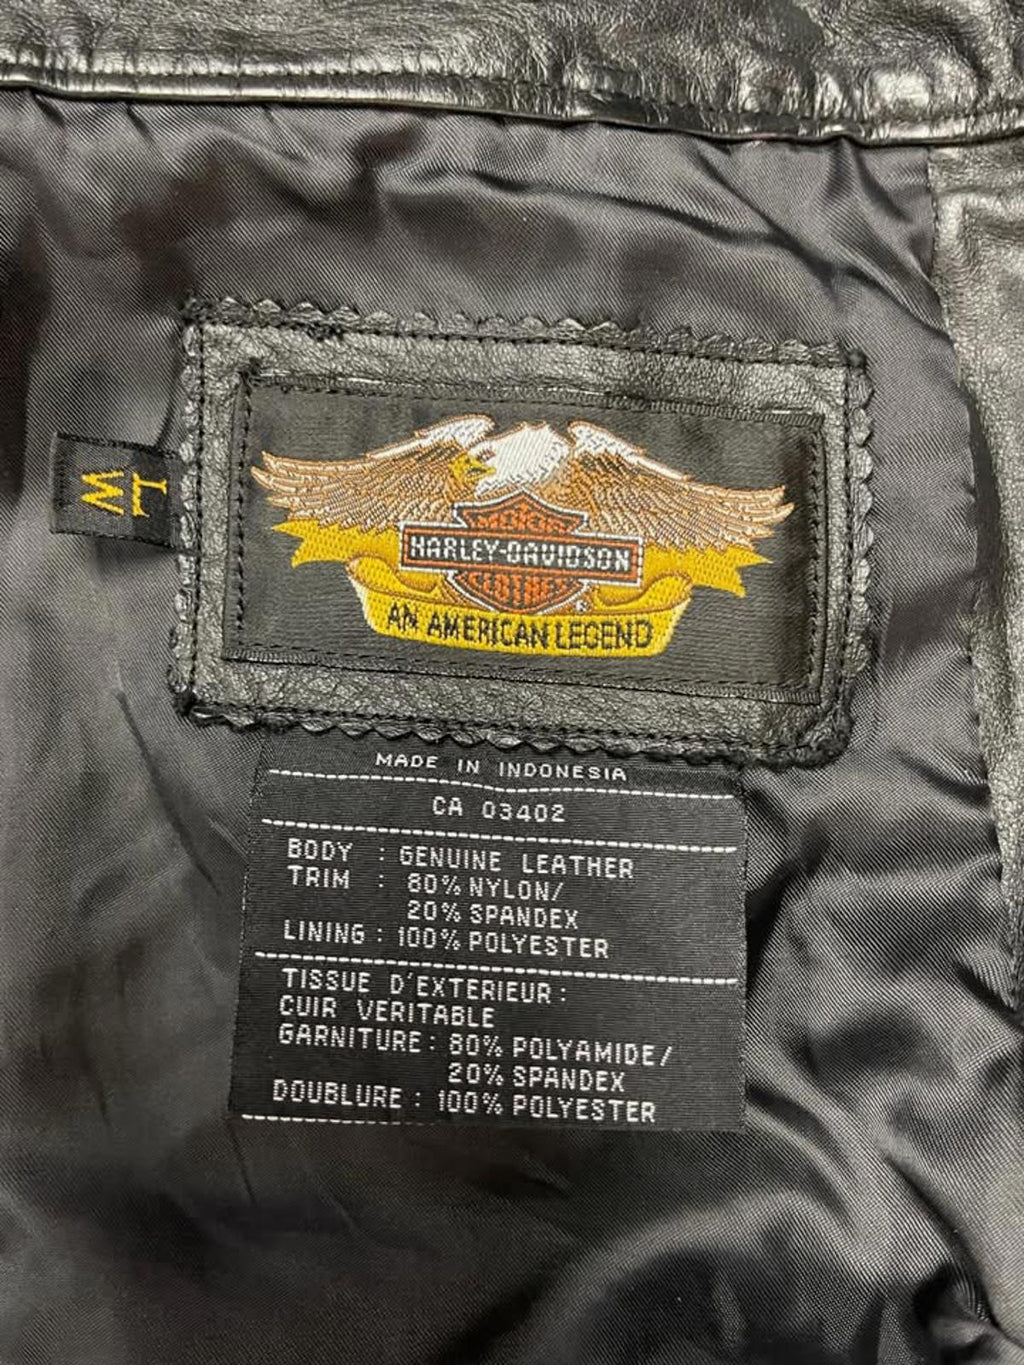 MOTOR
HARLEY-DAVIDSON
CLOTHES
®
AN AMERICAN LEGEND
MADE IN INDONESIA
CA 03402
BODY : GENUINE LEATHER
TRIM : 80% NYLON/
20% SPANDEX
LINING : 100% POLYESTER
TISSUE D'EXTERIEUR :
CUIR VERITABLE
GARNITURE : 80% POLYAMIDE/
20% SPANDEX
DOUBLURE : 100% POLYESTER